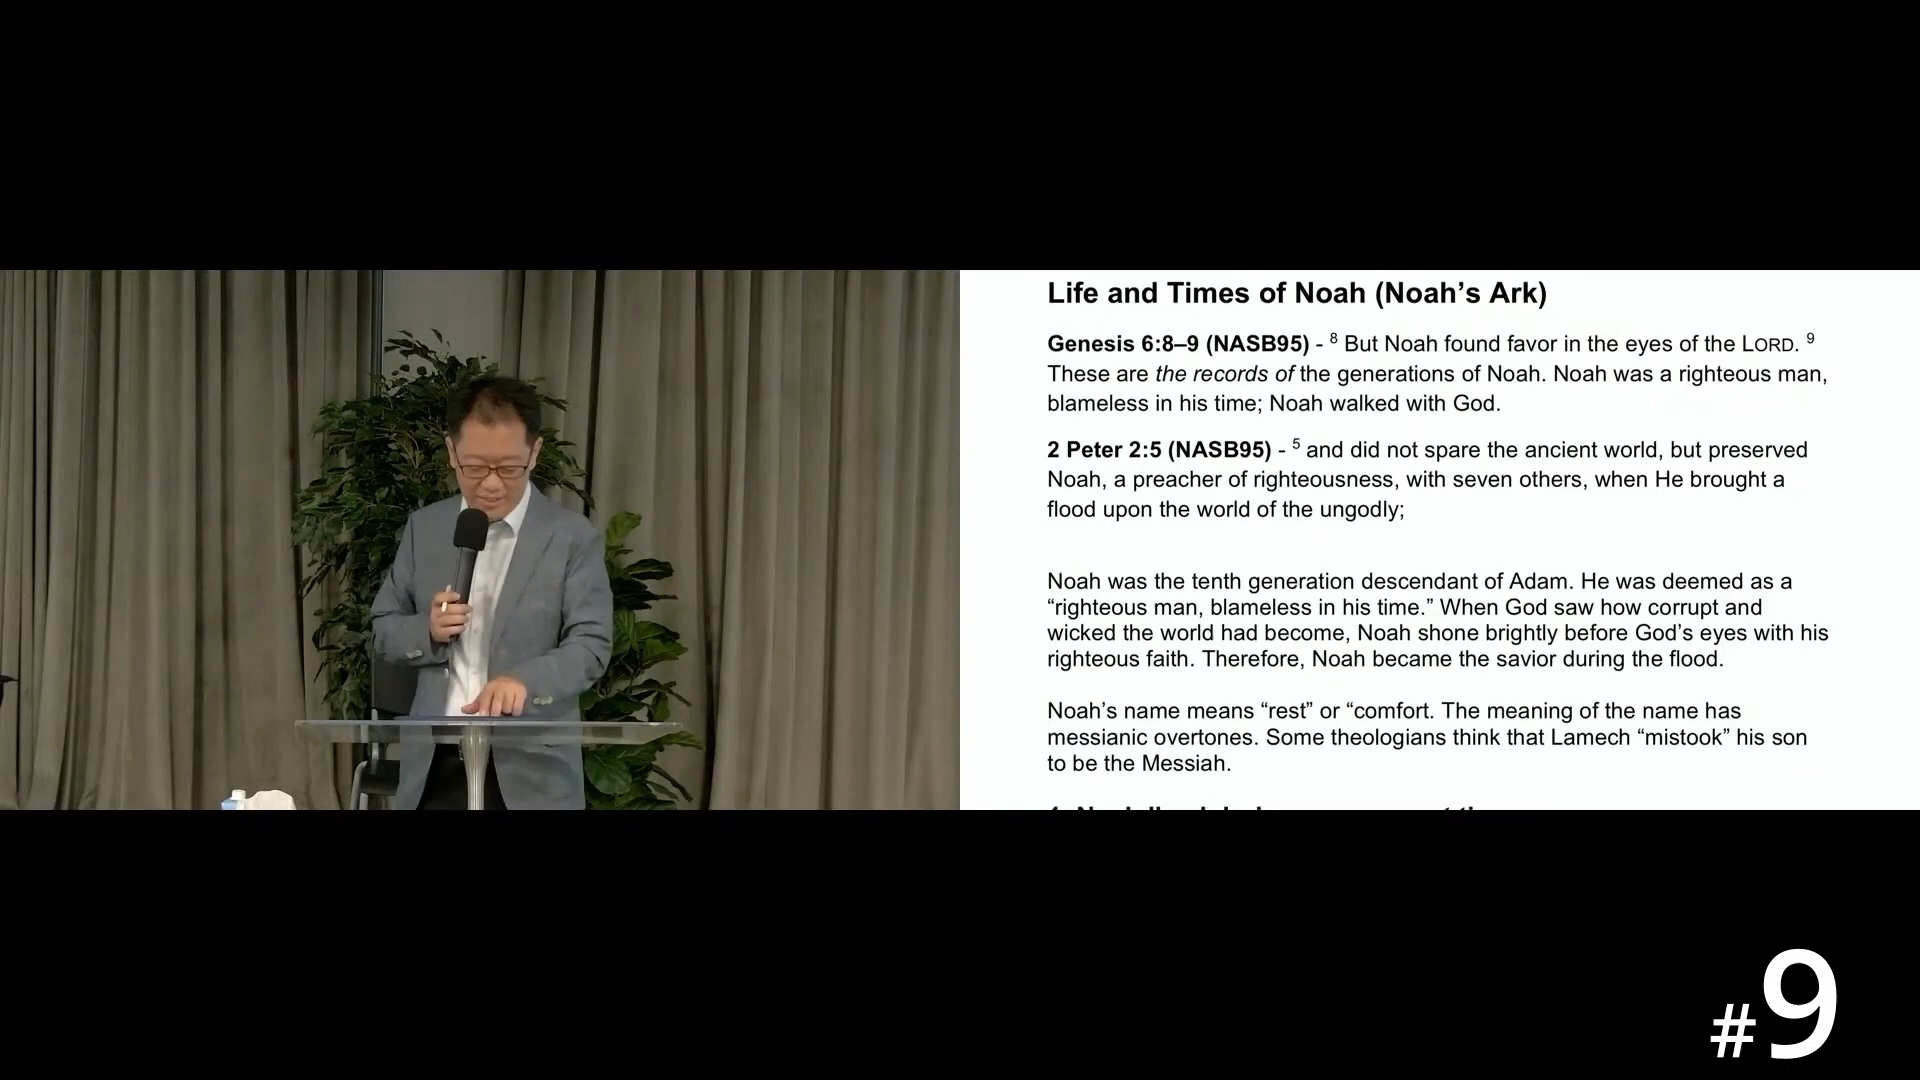 Life and Times of Noah (Noah’s Ark)
Genesis 6:8–9 (NASB95) - 8 But Noah found favor in the eyes of the LORD. 9
These are the records of the generations of Noah. Noah was a righteous man,
blameless in his time; Noah walked with God.
2 Peter 2:5 (NASB95) - 5 and did not spare the ancient world, but preserved
Noah, a preacher of righteousness, with seven others, when He brought a
flood upon the world of the ungodly;
Noah was the tenth generation descendant of Adam. He was deemed as a
“righteous man, blameless in his time.” When God saw how corrupt and
wicked the world had become, Noah shone brightly before God’s eyes with his
righteous faith. Therefore, Noah became the savior during the flood.
Noah’s name means “rest” or “comfort. The meaning of the name has
messianic overtones. Some theologians think that Lamech “mistook” his son
to be the Messiah.
#9